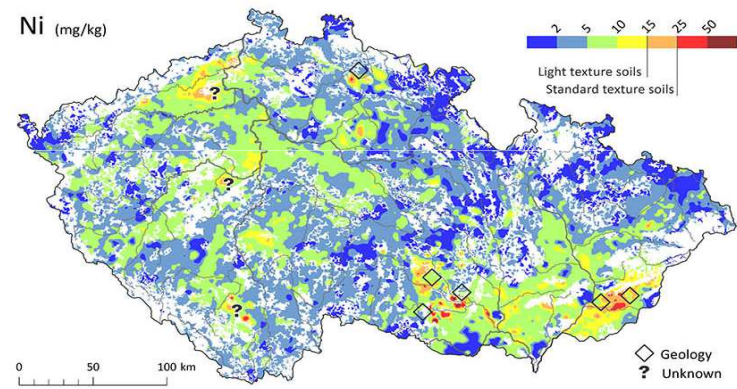 Ni (mg/kg)
2 5 10 15 25 50
Light texture soils
Standard texture soils
?
?
?
0 50 100 km
Geology
? Unknown